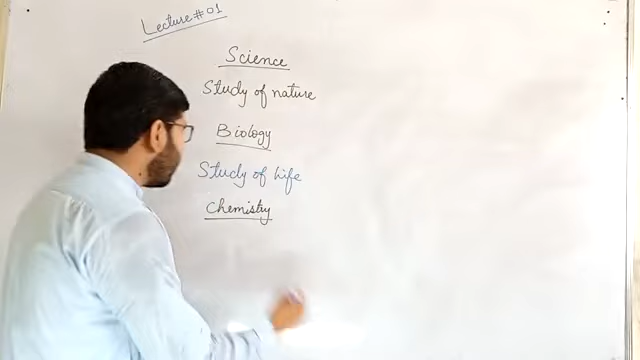 Lecture # 01
Science
Study of nature
Biology
Study of life
Chemistry